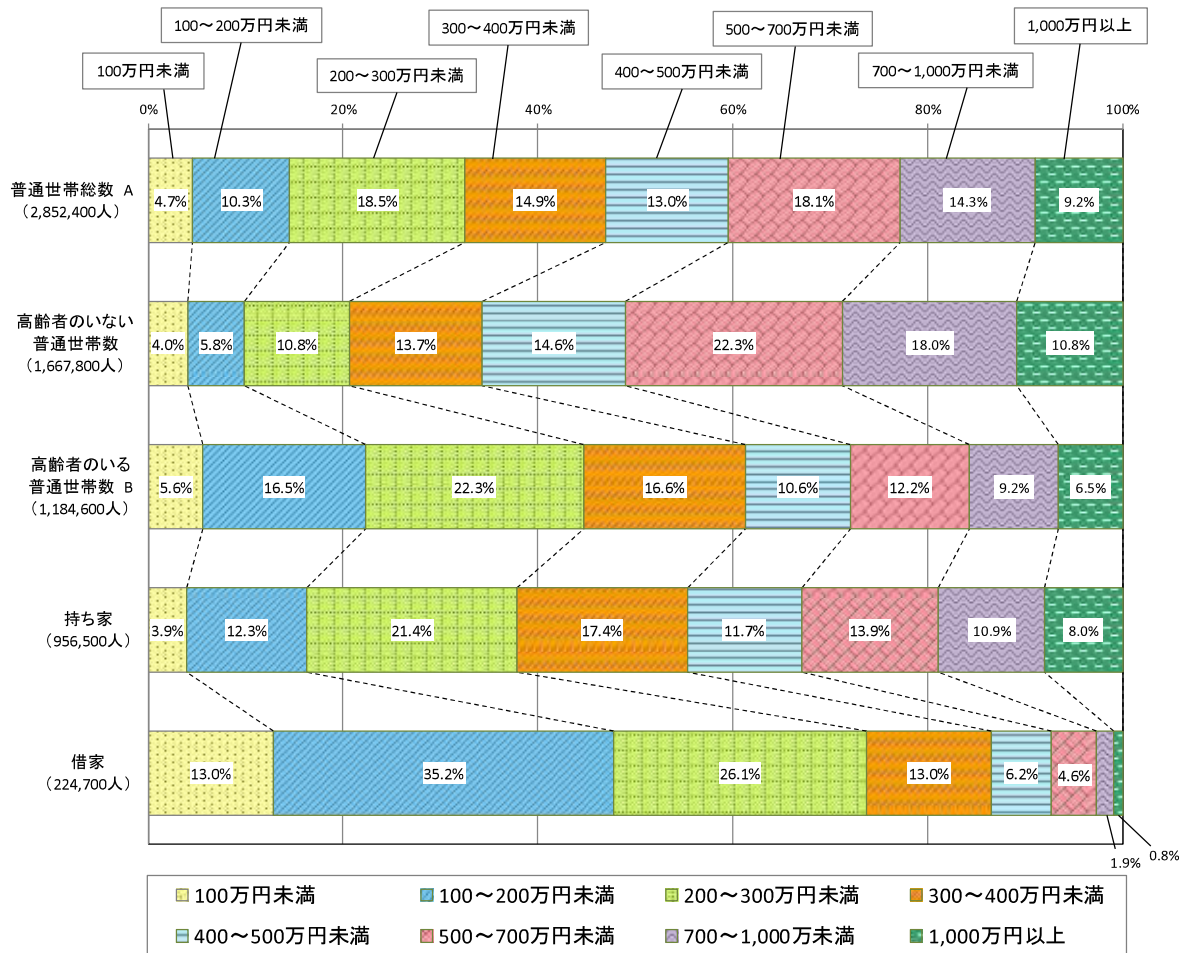 100～200万円未満
300～400万円未満
500～700万円未満
1,000万円以上
100万円未満
200～300万円未満
400～500万円未満
700～1,000万円未満
0%
20%
40%
60%
80%
100%
普通世帯総数 A
（2,852,400人）
4.7%
10.3%
18.5%
14.9%
13.0%
18.1%
14.3%
9.2%
高齢者のいない
普通世帯数
（1,667,800人）
4.0%
5.8%
10.8%
13.7%
14.6%
22.3%
18.0%
10.8%
高齢者のいる
普通世帯数 B
（1,184,600人）
5.6%
16.5%
22.3%
16.6%
10.6%
12.2%
9.2%
6.5%
持ち家
（956,500人）
3.9%
12.3%
21.4%
17.4%
11.7%
13.9%
10.9%
8.0%
借家
（224,700人）
13.0%
35.2%
26.1%
13.0%
6.2%
4.6%
1.9%
0.8%
100万円未満
100～200万円未満
200～300万円未満
300～400万円未満
400～500万円未満
500～700万円未満
700～1,000万未満
1,000万円以上